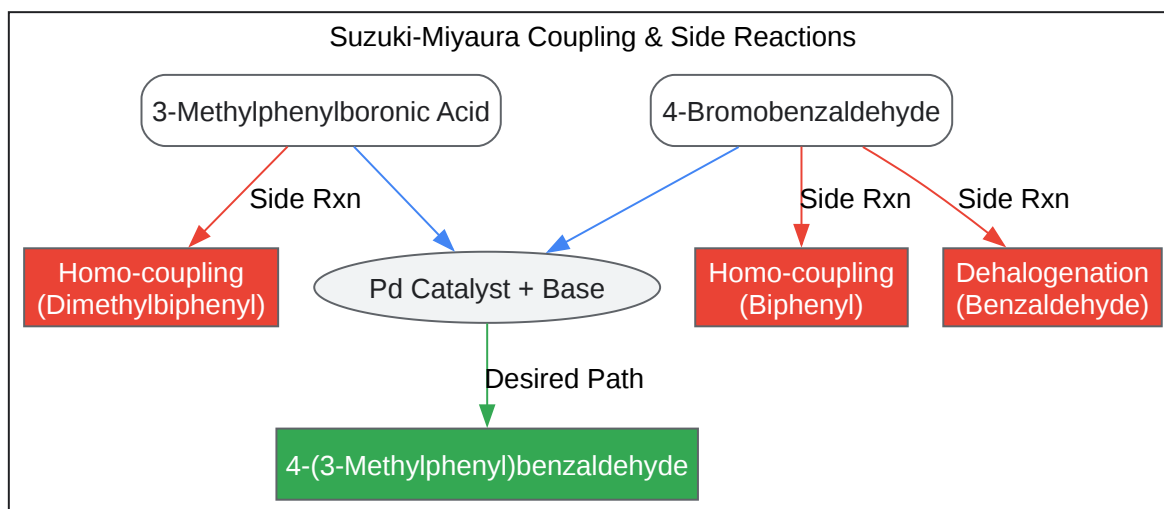 Suzuki-Miyaura Coupling & Side Reactions
3-Methylphenylboronic Acid
4-Bromobenzaldehyde
Side Rxn
Side Rxn
Side Rxn
Homo-coupling
(Dimethylbiphenyl)
Pd Catalyst + Base
Homo-coupling
(Biphenyl)
Dehalogenation
(Benzaldehyde)
Desired Path
4-(3-Methylphenyl)benzaldehyde